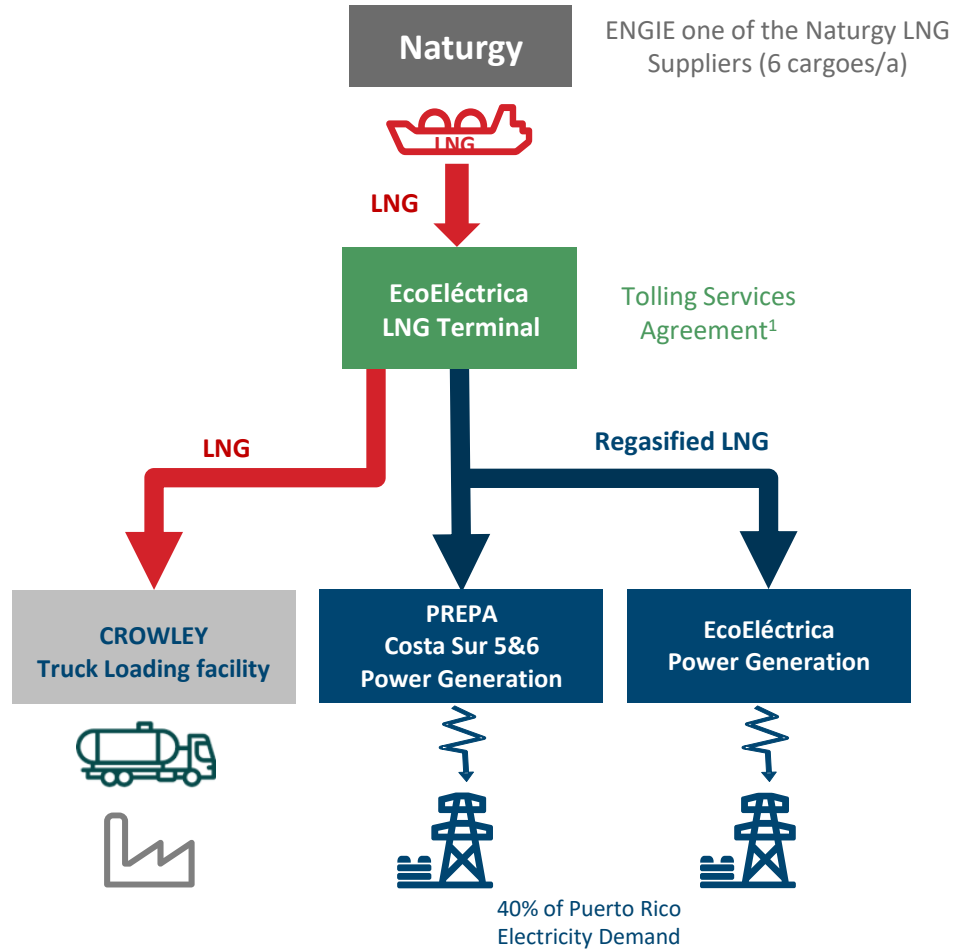 Naturgy
ENGIE one of the Naturgy LNG
Suppliers (6 cargoes/a)
LNG
LNG
EcoEléctrica
LNG Terminal
Tolling Services
Agreement¹
LNG
Regasified LNG
CROWLEY
Truck Loading facility
PREPA
Costa Sur 5&6
Power Generation
EcoEléctrica
Power Generation
40% of Puerto Rico
Electricity Demand